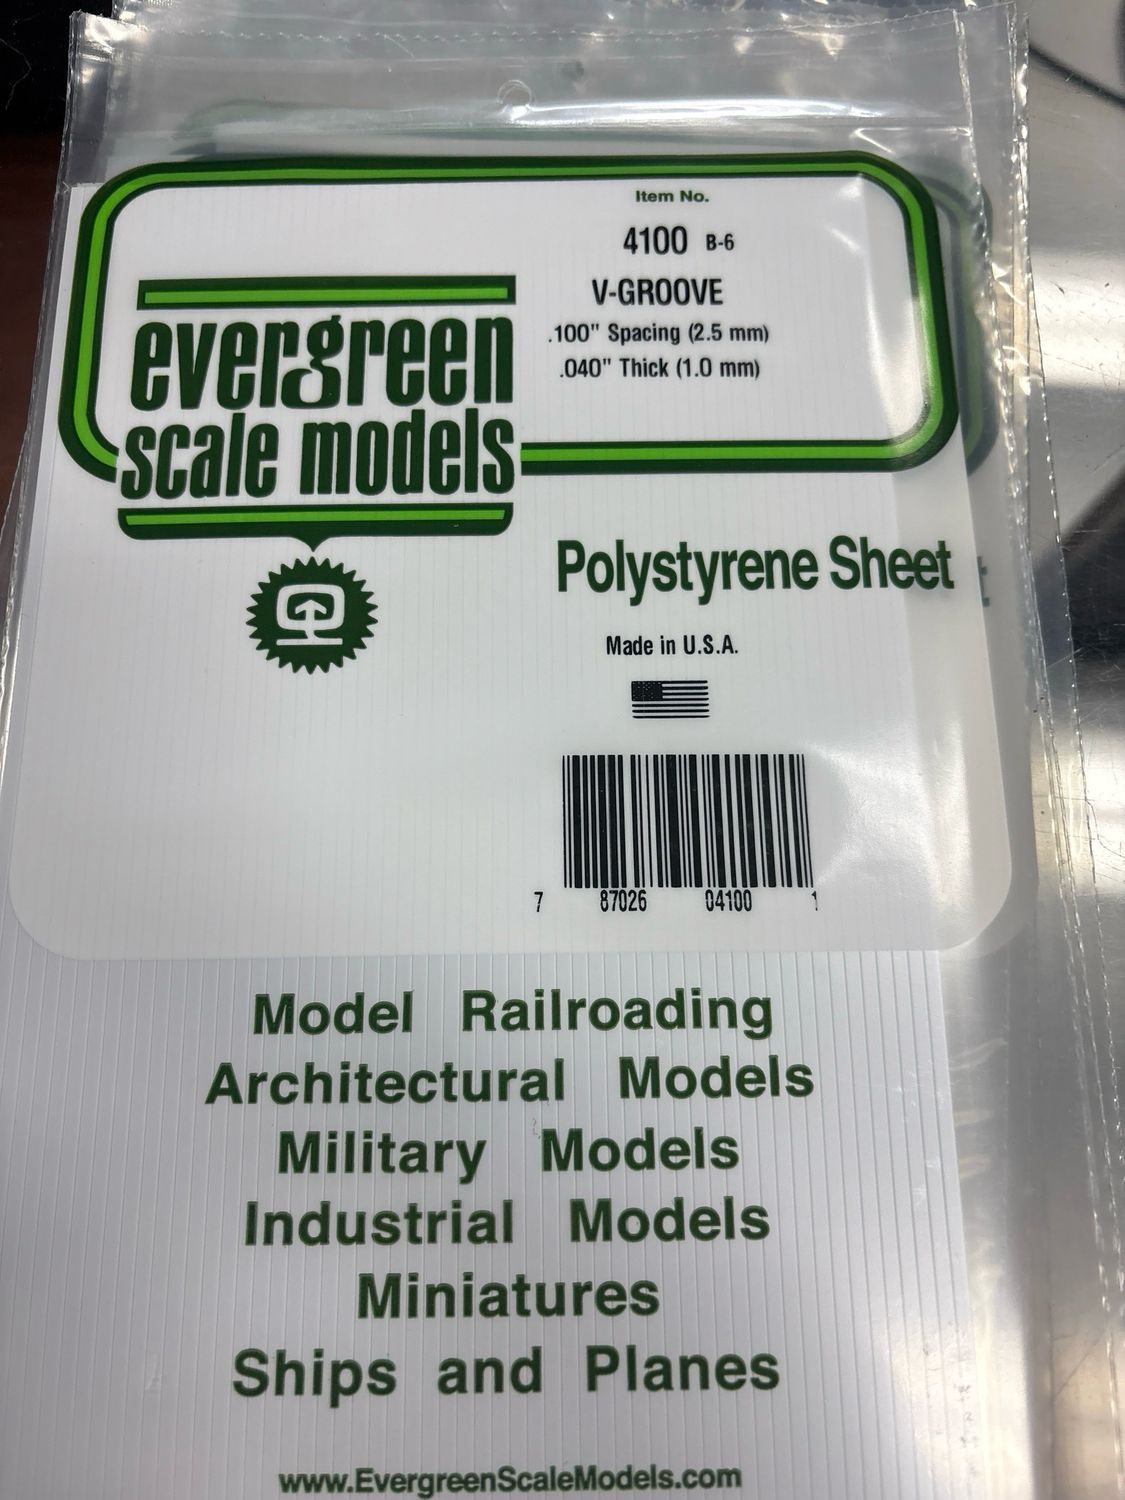 Item No.
4100 B-6
V-GROOVE
.100" Spacing (2.5 mm)
.040" Thick (1.0 mm)
evergreen
scale models
Polystyrene Sheet
Made in U.S.A.
7 87026 04100 1
Model Railroading
Architectural Models
Military Models
Industrial Models
Miniatures
Ships and Planes
www.EvergreenScaleModels.com